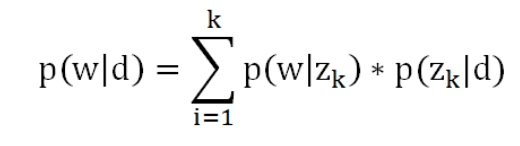 p(w|d) = ∑_{i=1}^{k} p(w|z_k) * p(z_k|d)